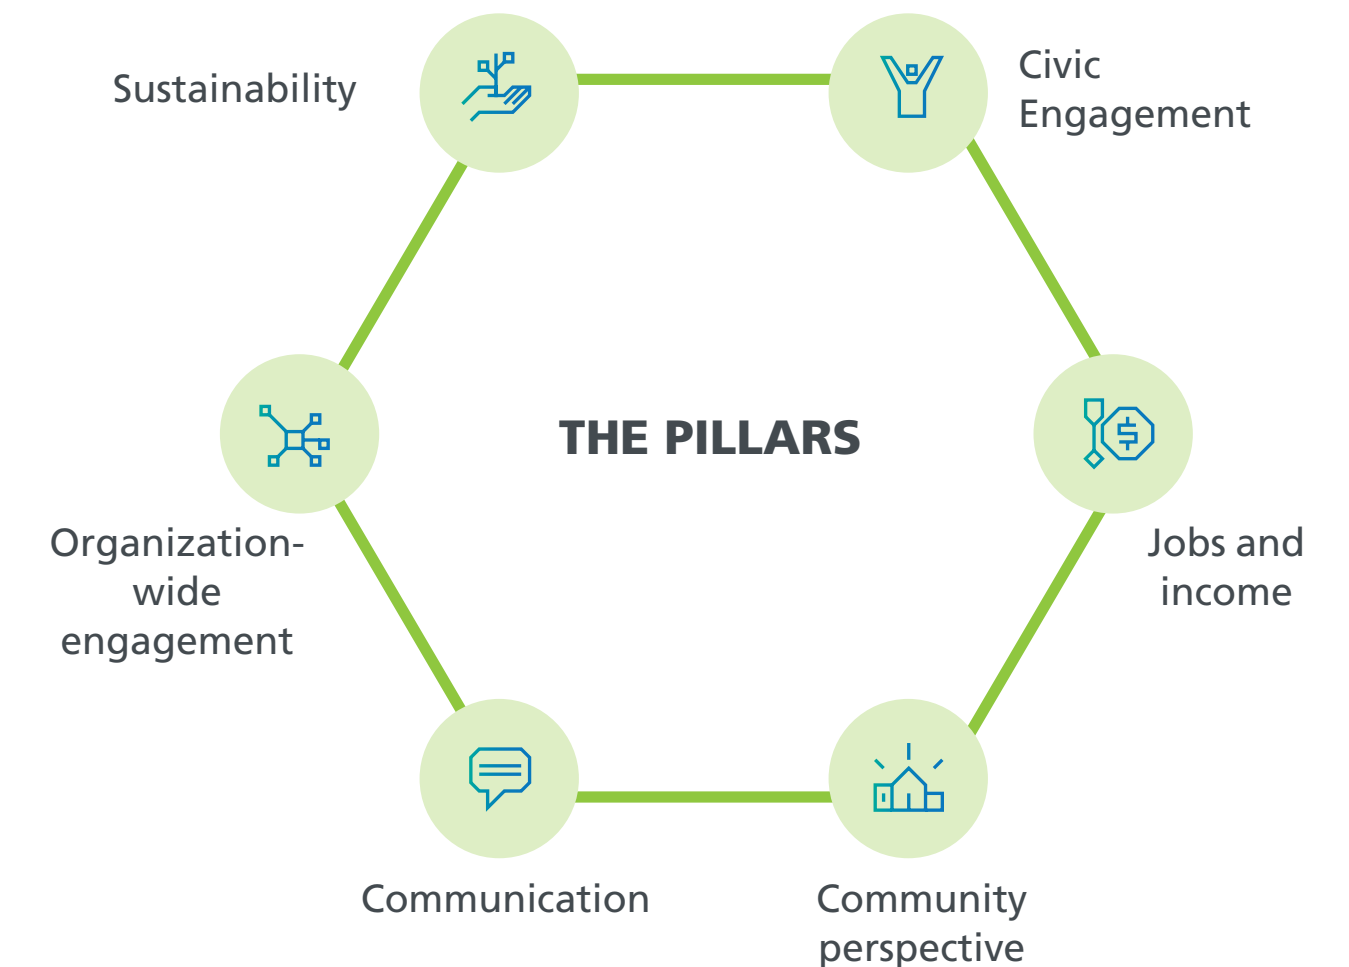 Sustainability
Civic
Engagement
THE PILLARS
Organization-
wide
engagement
Jobs and
income
Communication
Community
perspective